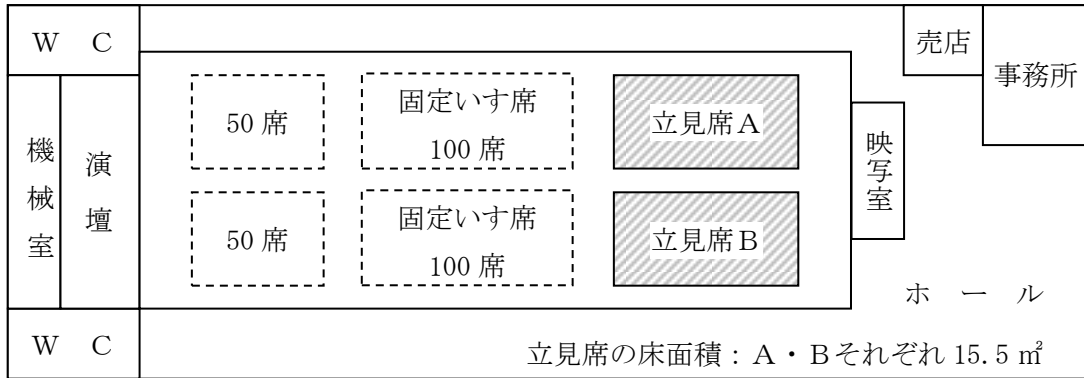 W C
売店
事務所
50 席
固定いす席
100 席
立見席A
機械室
演壇
映写室
50 席
固定いす席
100 席
立見席B
ホ ー ル
W C
立見席の床面積：A・Bそれぞれ 15.5 ㎡